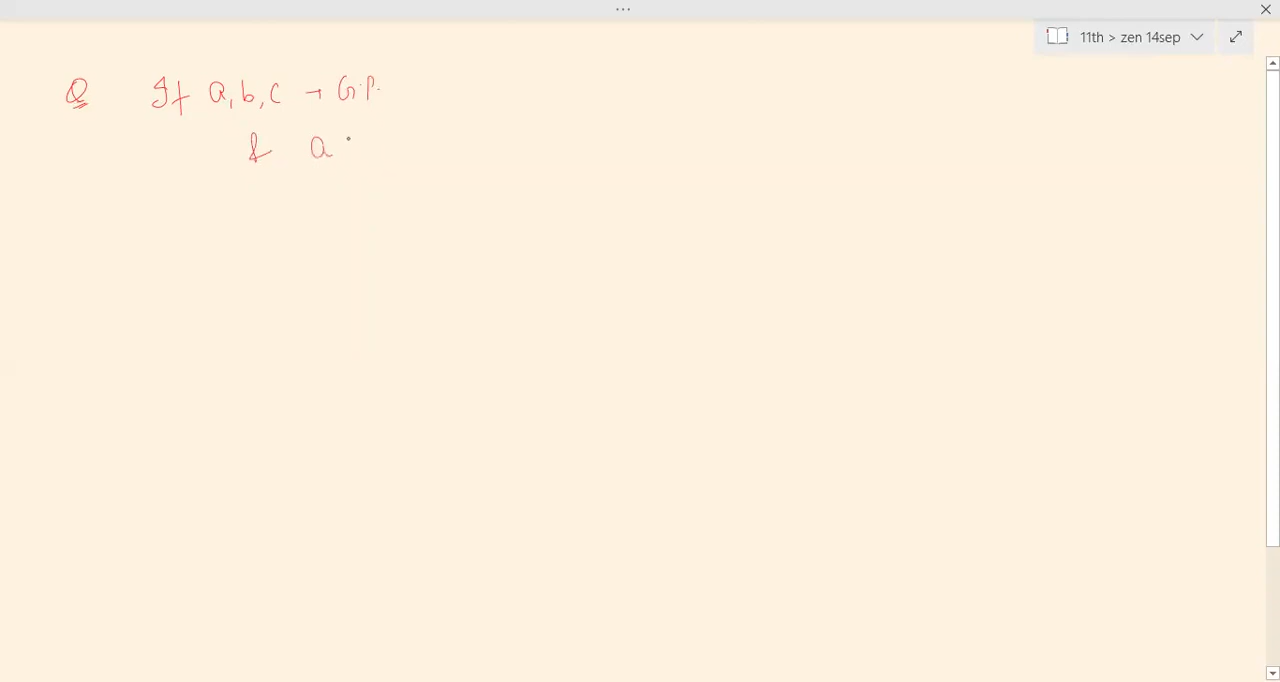 ...
11th > zen 14sep
Q If a, b, c → G.P.
& a